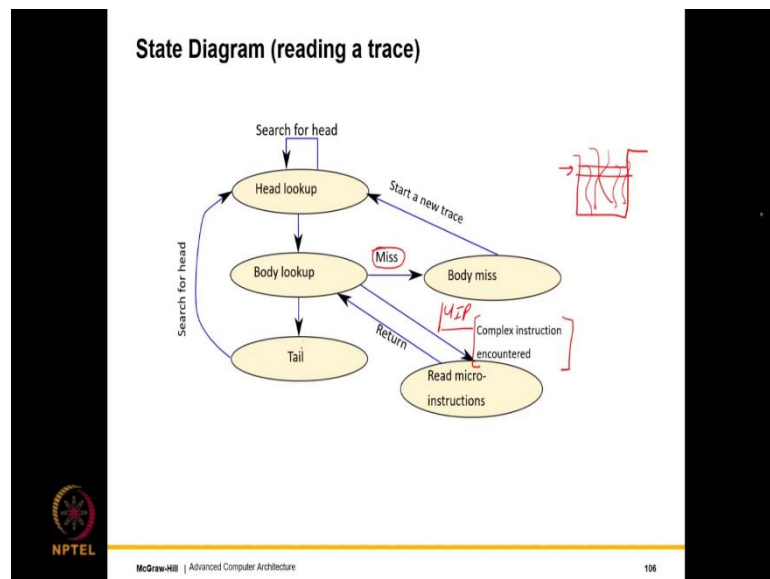 State Diagram (reading a trace)
Search for head
Head lookup
Start a new trace
Search for head
Body lookup
Miss
Body miss
μIP
Complex instruction
encountered
Return
Tail
Read micro-
instructions
NPTEL
McGraw-Hill | Advanced Computer Architecture
106